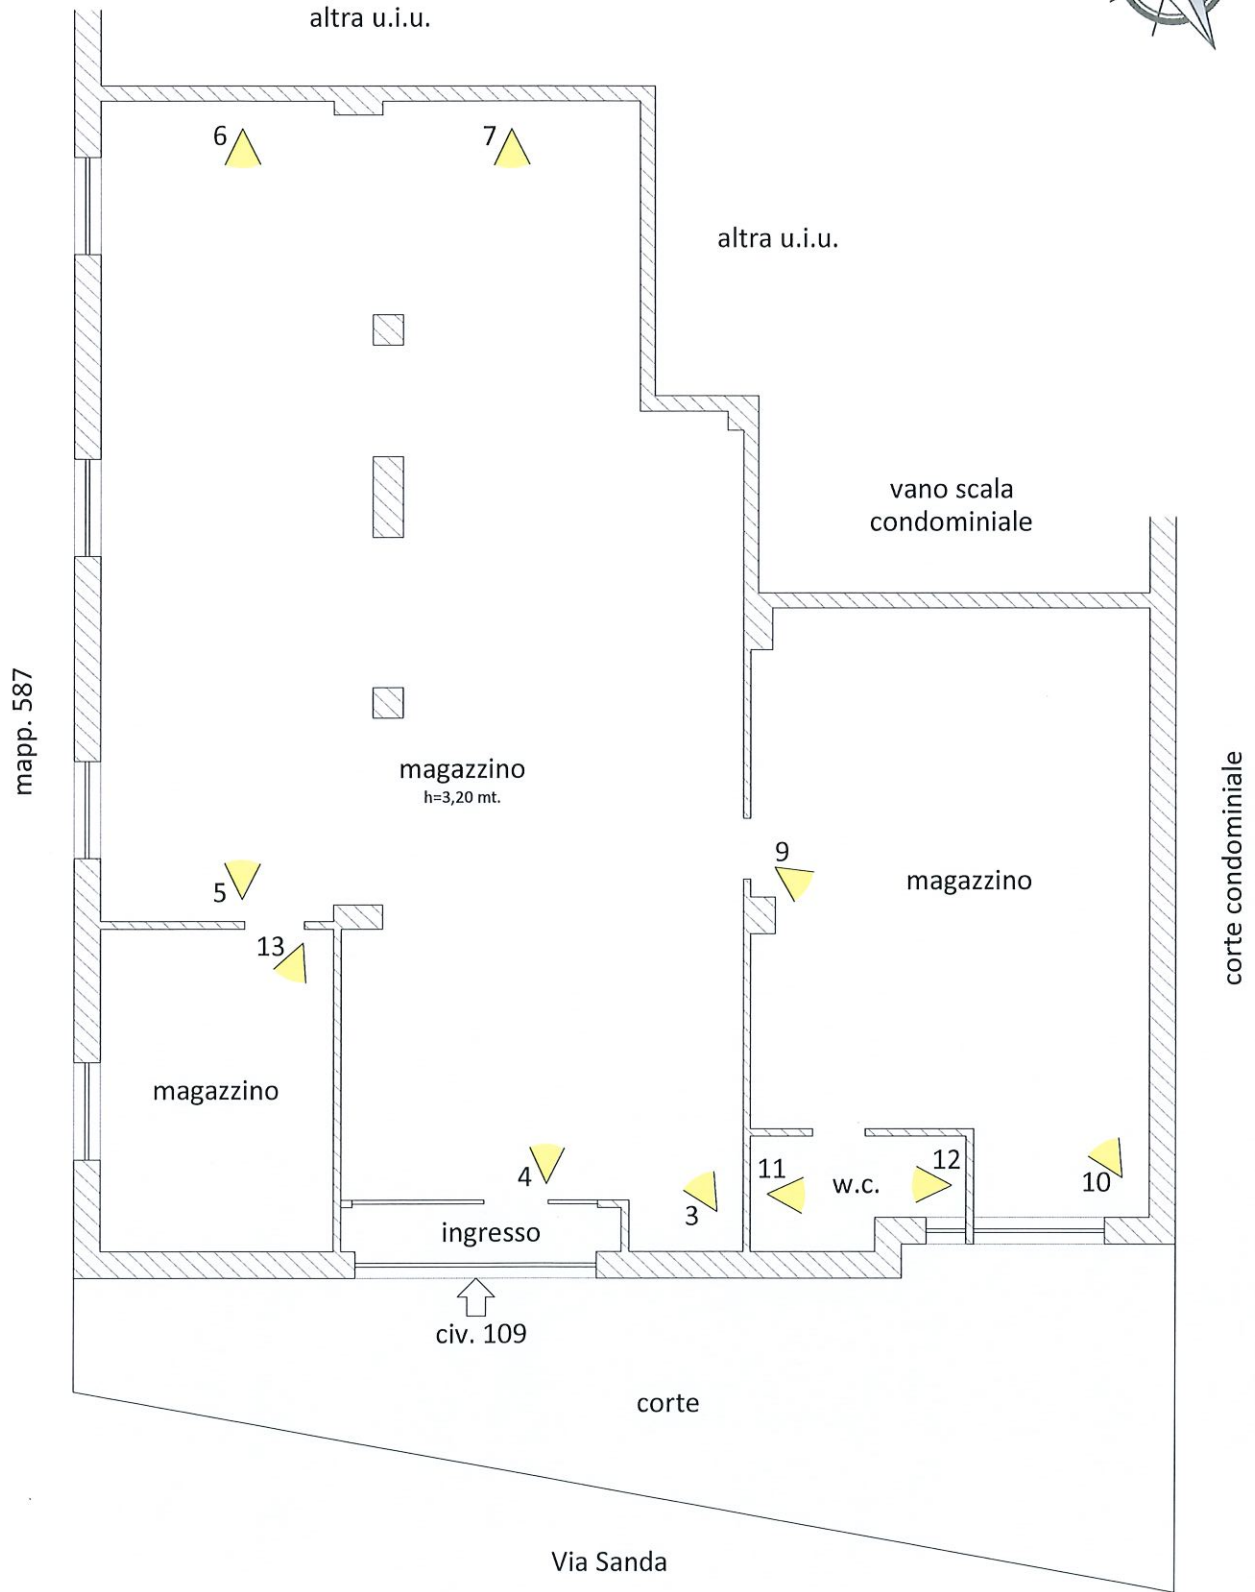 altra u.i.u.
6
7
altra u.i.u.
vano scala
condominiale
mapp. 587
magazzino
h=3,20 mt.
corte condominiale
9
magazzino
5
13
magazzino
4
3
11
w.c.
12
10
ingresso
civ. 109
corte
Via Sanda